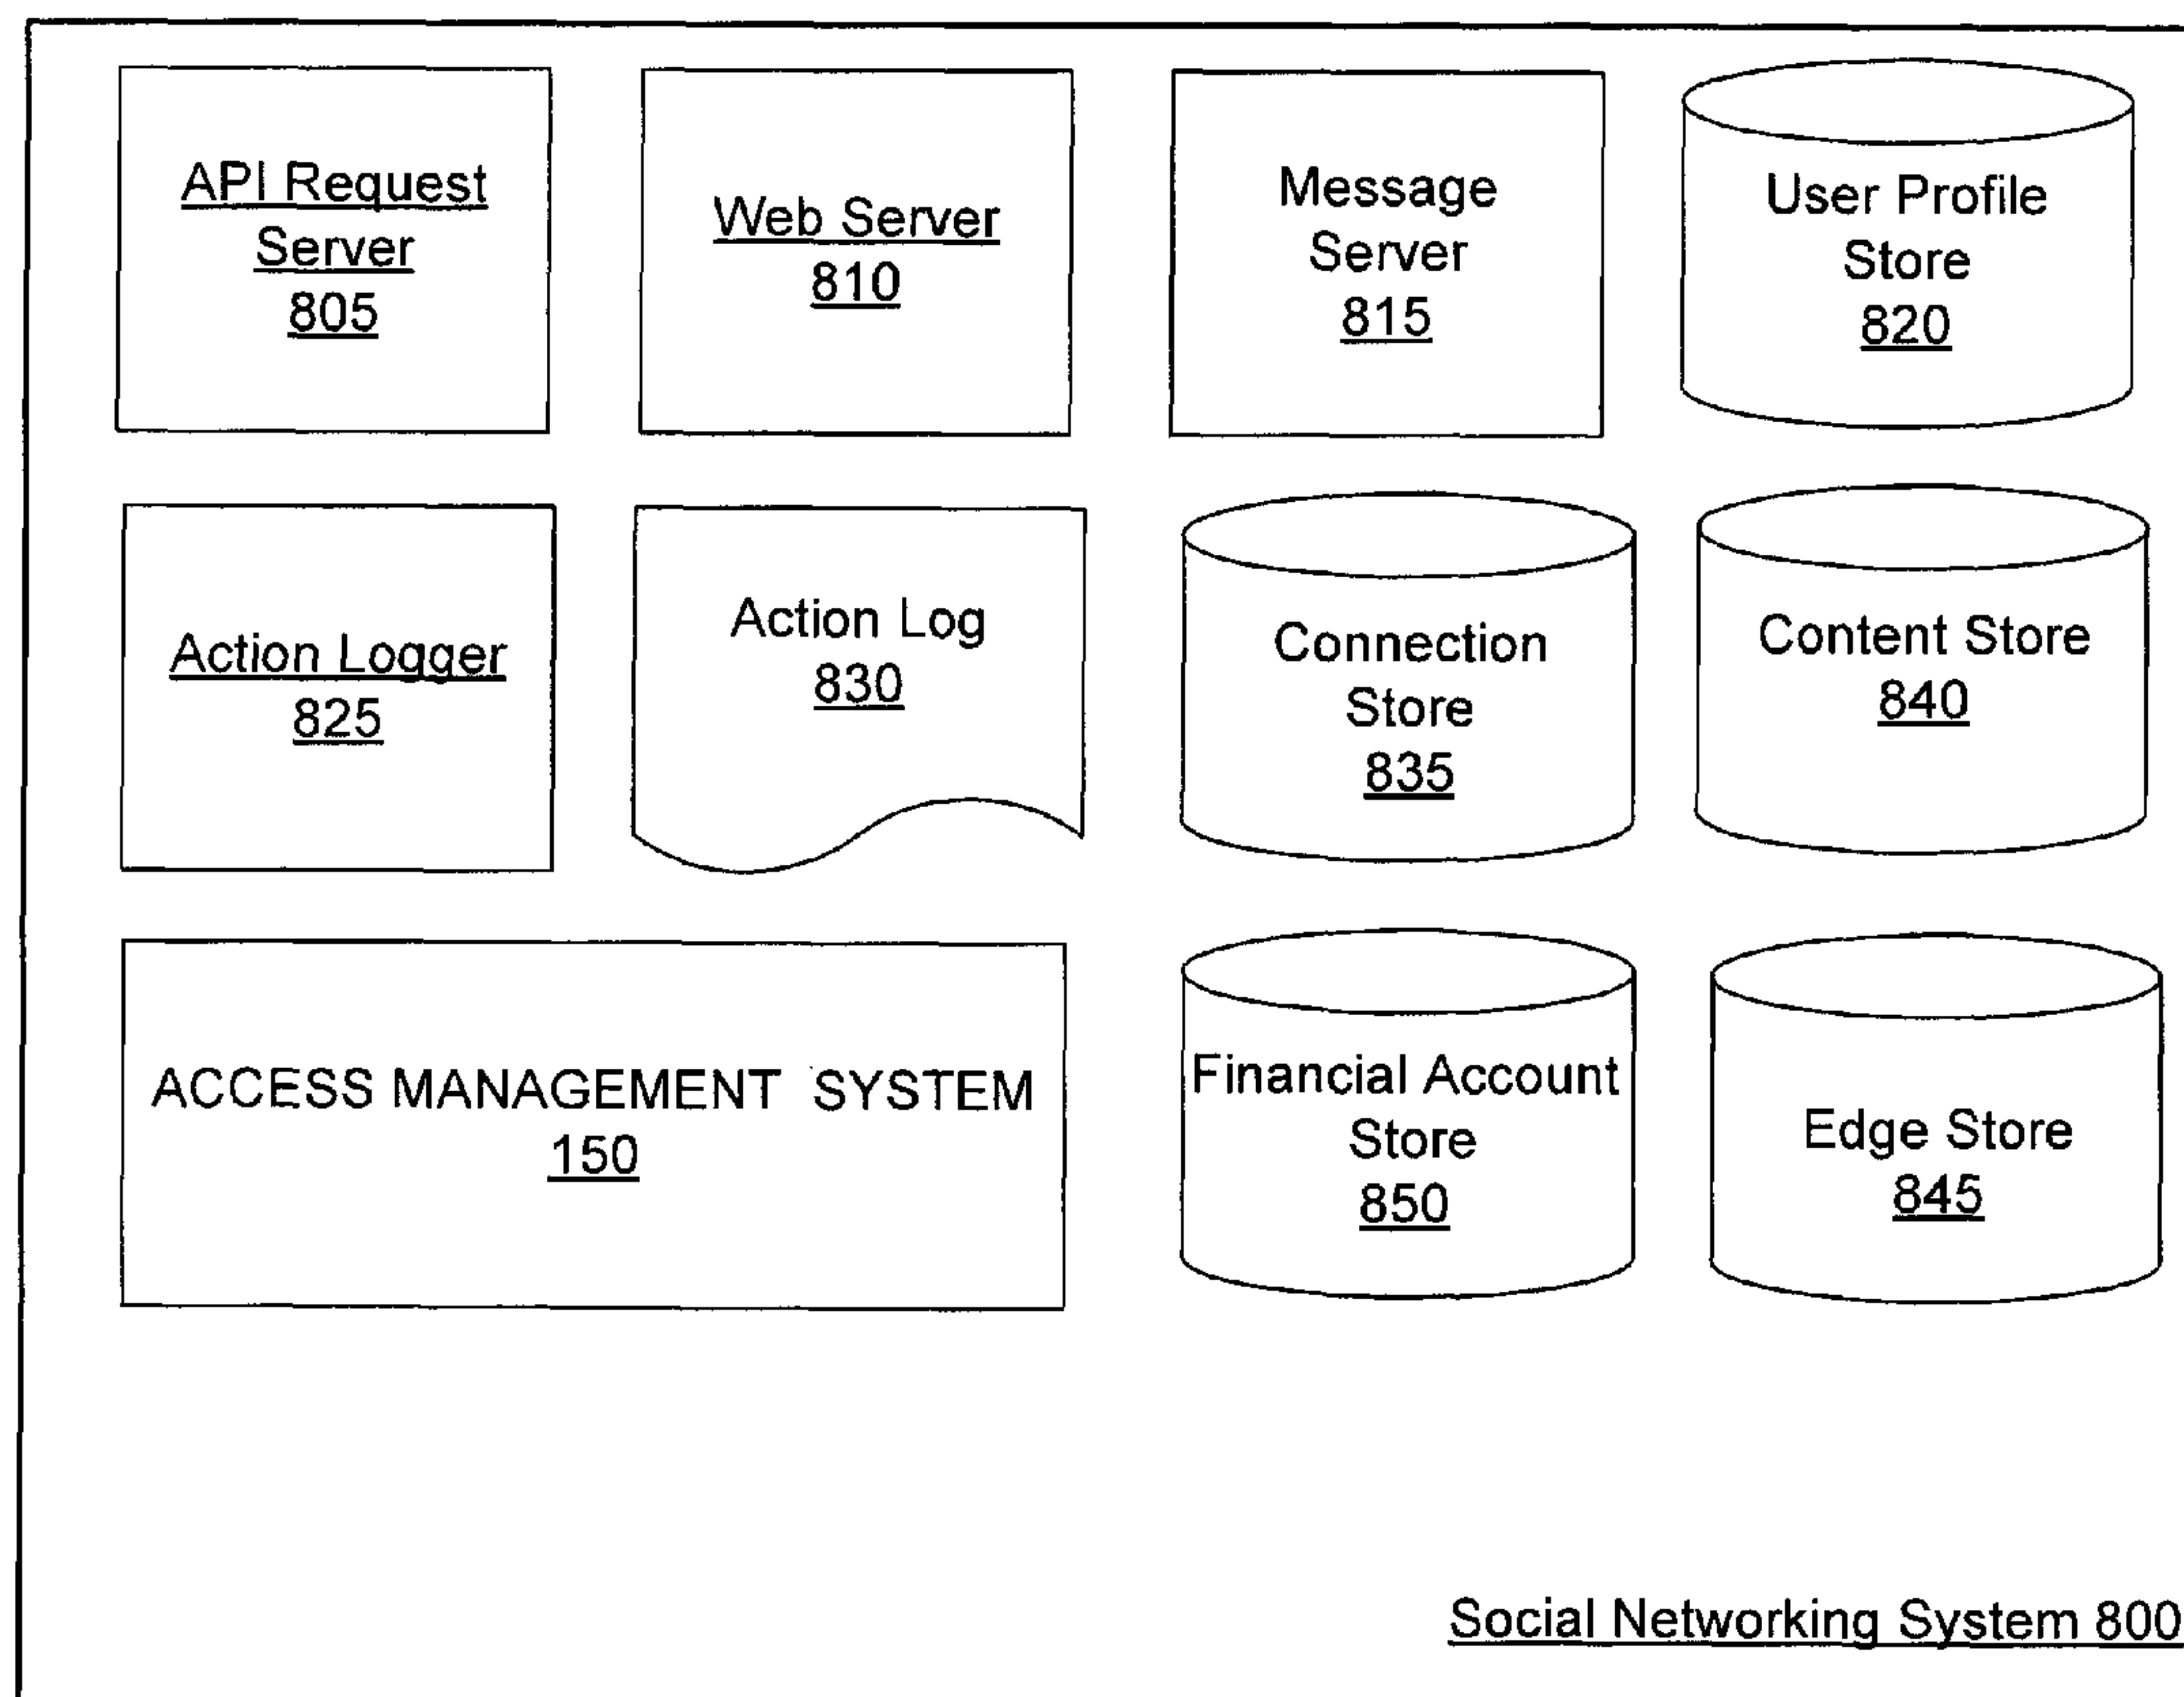 API Request
Server
805
Web Server
810
Message
Server
815
User Profile
Store
820
Action Logger
825
Action Log
830
Connection
Store
835
Content Store
840
ACCESS MANAGEMENT SYSTEM
150
Financial Account
Store
850
Edge Store
845
Social Networking System 800